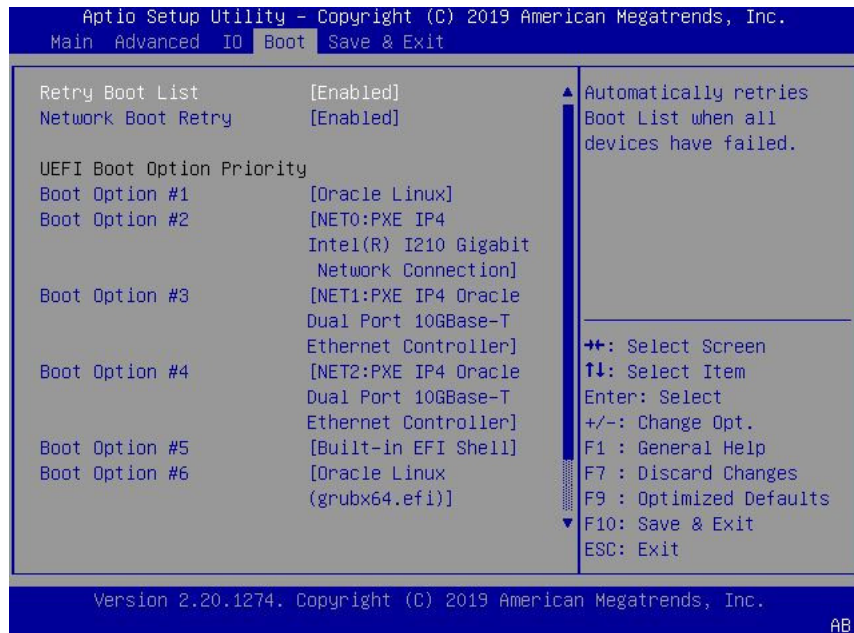 Aptio Setup Utility – Copyright (C) 2019 American Megatrends, Inc.
Main Advanced IO Boot Save & Exit
Retry Boot List [Enabled]
Network Boot Retry [Enabled]
UEFI Boot Option Priority
Boot Option #1 [Oracle Linux]
Boot Option #2 [NET0:PXE IP4
Intel(R) I210 Gigabit
Network Connection]
Boot Option #3 [NET1:PXE IP4 Oracle
Dual Port 10GBase-T
Ethernet Controller]
Boot Option #4 [NET2:PXE IP4 Oracle
Dual Port 10GBase-T
Ethernet Controller]
Boot Option #5 [Built-in EFI Shell]
Boot Option #6 [Oracle Linux
(grubx64.efi)]
Automatically retries
Boot List when all
devices have failed.
→←: Select Screen
↑↓: Select Item
Enter: Select
+/-: Change Opt.
F1 : General Help
F7 : Discard Changes
F9 : Optimized Defaults
F10: Save & Exit
ESC: Exit
Version 2.20.1274. Copyright (C) 2019 American Megatrends, Inc.
AB